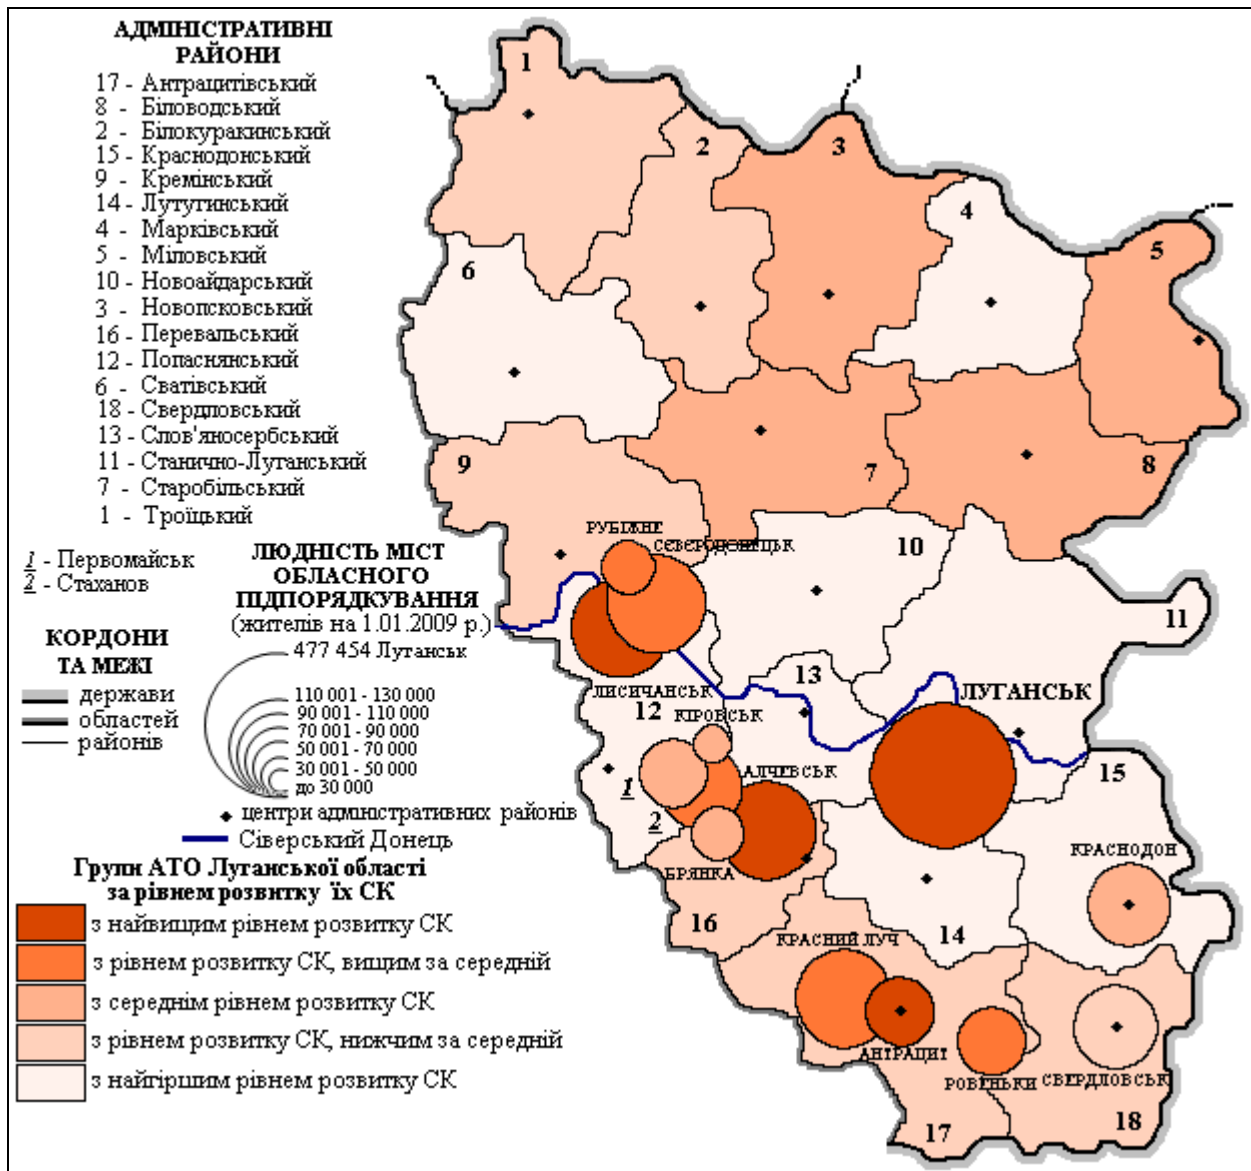 АДМІНІСТРАТИВНІ
РАЙОНИ
17 - Антрацитівський
8 - Біловодський
2 - Білокуракинський
15 - Краснодонський
9 - Кремінський
14 - Лутугинський
4 - Марківський
5 - Міловський
10 - Новоайдарський
3 - Новопсковський
16 - Перевальський
12 - Попаснянський
6 - Сватівський
18 - Свердловський
13 - Слов'яносербський
11 - Станично-Луганський
7 - Старобільський
1 - Троїцький
1 - Первомайськ
2 - Стаханов
ЛЮДНІСТЬ МІСТ
ОБЛАСНОГО
ПІДПОРЯДКУВАННЯ
(жителів на 1.01.2009 р.)
477 454 Луганськ
110 001 - 130 000
90 001 - 110 000
70 001 - 90 000
50 001 - 70 000
30 001 - 50 000
до 30 000
КОРДОНИ
ТА МЕЖІ
держави
областей
районів
центри адміністративних районів
Сіверський Донець
Групи АТО Луганської області
за рівнем розвитку їх СК
з найвищим рівнем розвитку СК
з рівнем розвитку СК, вищим за середній
з середнім рівнем розвитку СК
з рівнем розвитку СК, нижчим за середній
з найгіршим рівнем розвитку СК
1
2
3
4
5
6
7
8
9
РУБІЖНЕ
СЄВЄРОДОНЕЦЬК
10
11
ЛИСИЧАНСЬК
12
13
ЛУГАНСЬК
КІРОВСЬК
АЛЧЕВСЬК
15
1
2
БРЯНКА
КРАСНОДОН
16
КРАСНИЙ ЛУЧ
14
АНТРАЦИТ
РОВЕНЬКИ
СВЕРДЛОВСЬК
17
18